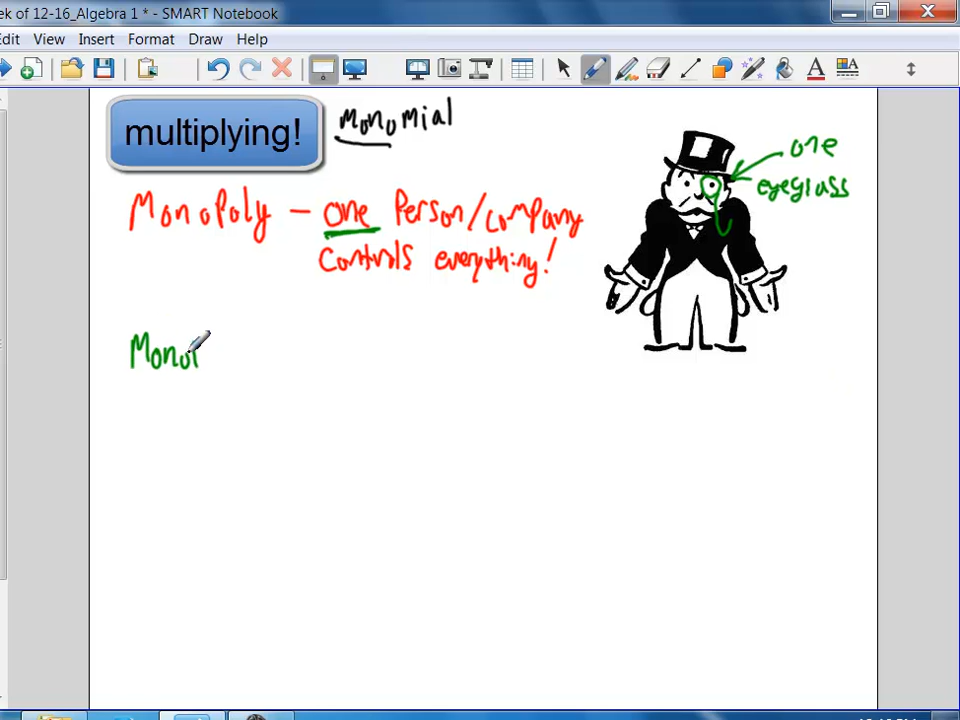 ek of 12-16_Algebra 1 * - SMART Notebook
Edit View Insert Format Draw Help
multiplying! Monomial
one
eyeglass
Monopoly - one Person/company
controls everything!
Mono